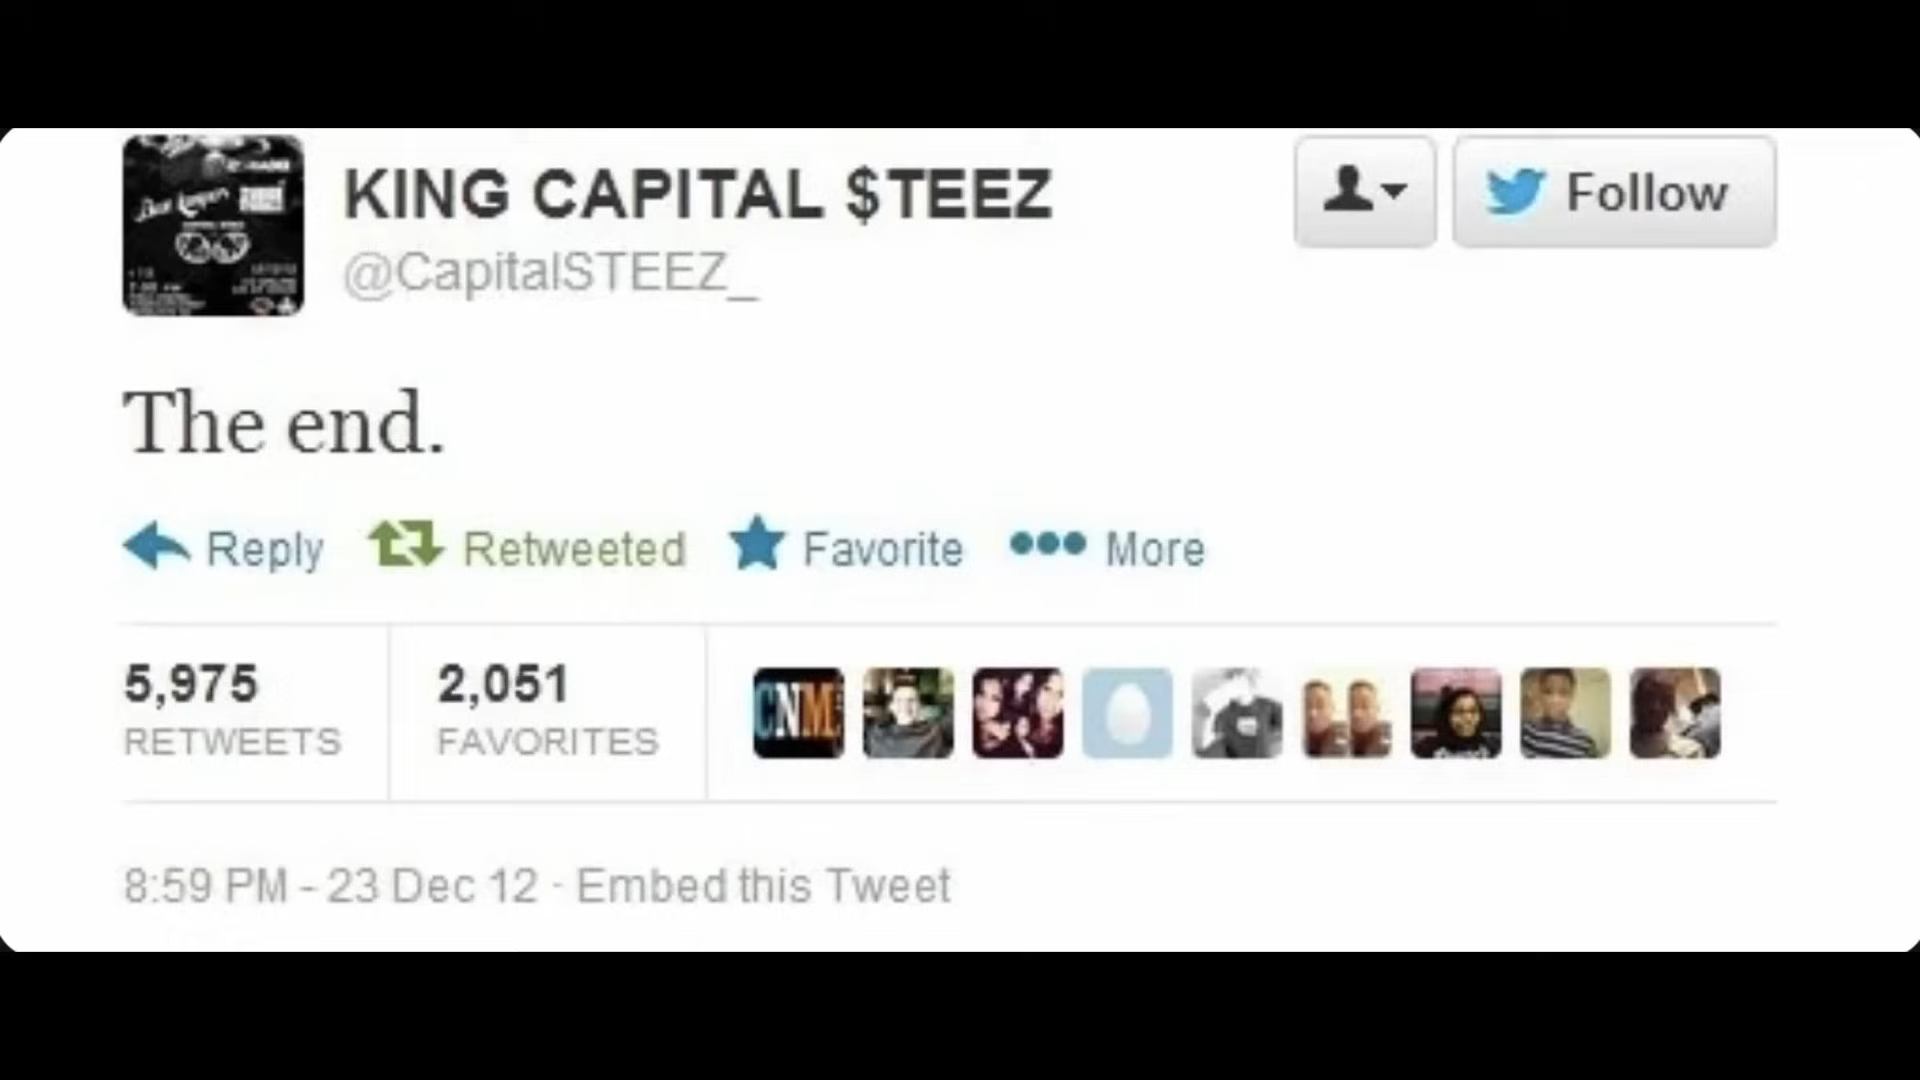 KING CAPITAL $TEEZ
@CapitalSTEEZ_
Follow
The end.
Reply Retweeted Favorite More
5,975 2,051
RETWEETS FAVORITES
CNM
8:59 PM - 23 Dec 12 · Embed this Tweet